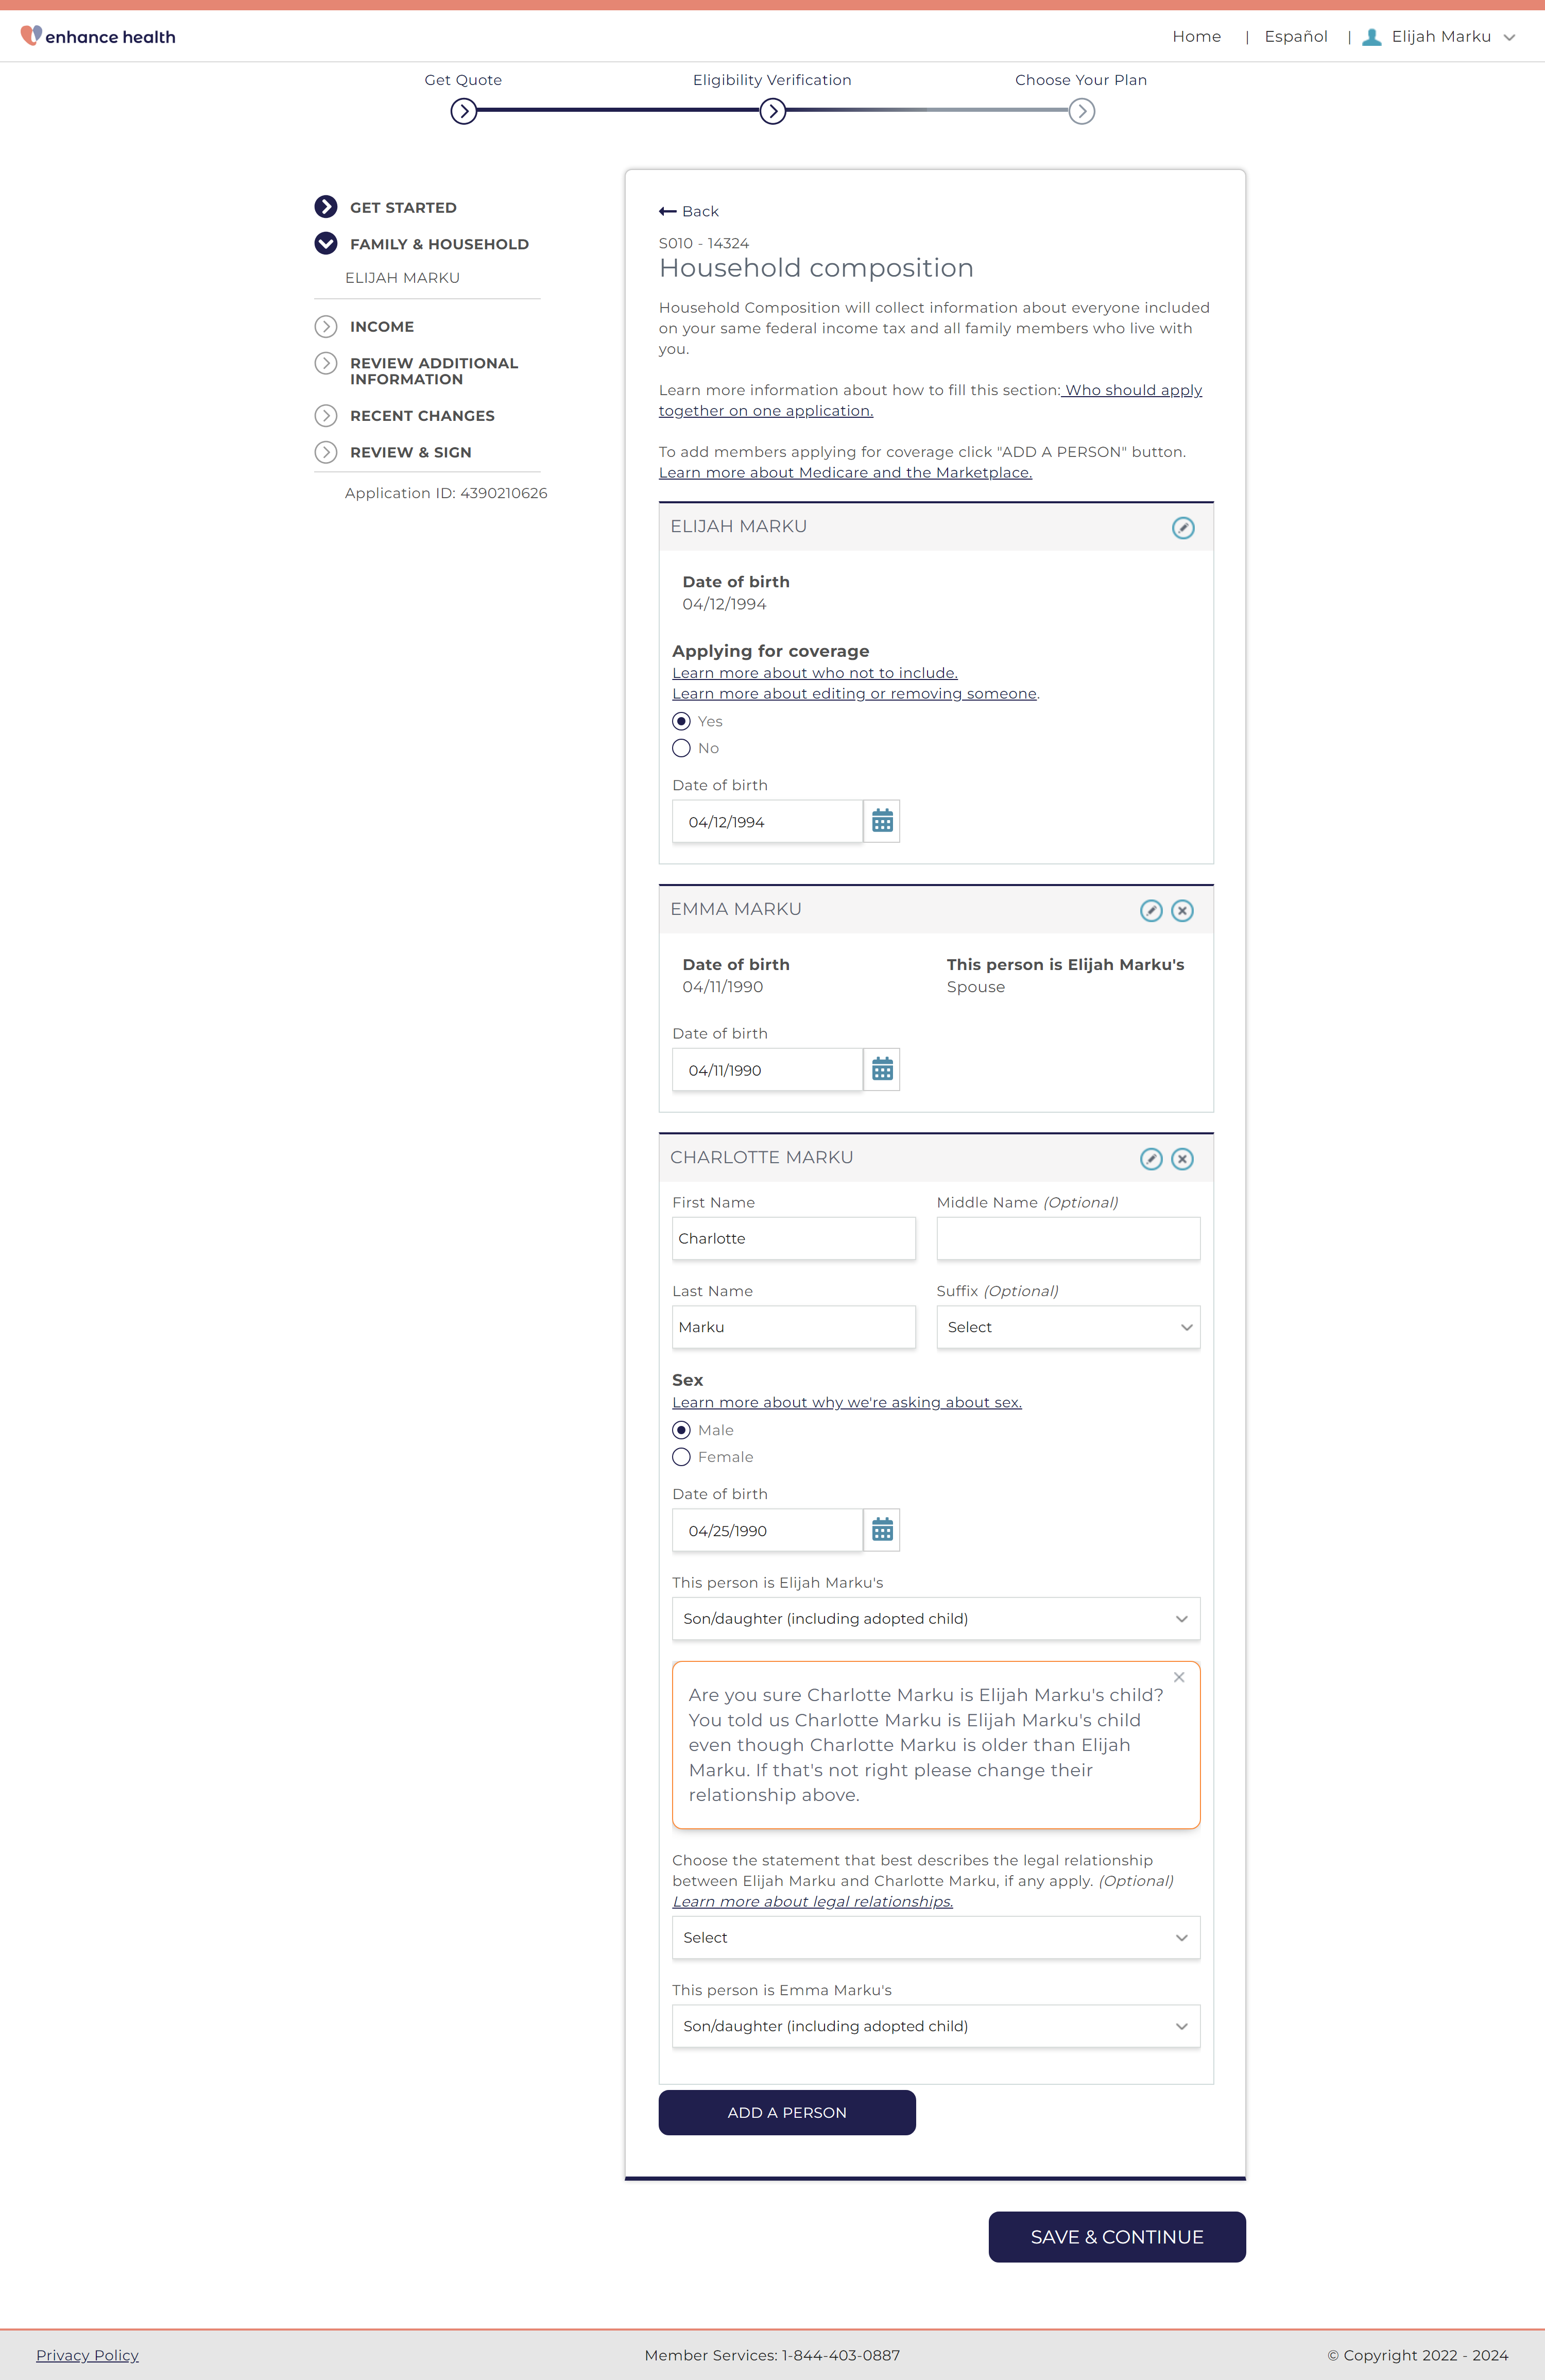 enhance health
Home | Español | Elijah Marku
Get Quote Eligibility Verification Choose Your Plan
GET STARTED
FAMILY & HOUSEHOLD
ELIJAH MARKU
INCOME
REVIEW ADDITIONAL
INFORMATION
RECENT CHANGES
REVIEW & SIGN
Application ID: 4390210626
Back
S010 - 14324
Household composition
Household Composition will collect information about everyone included
on your same federal income tax and all family members who live with
you.
Learn more information about how to fill this section: Who should apply
together on one application.
To add members applying for coverage click "ADD A PERSON" button.
Learn more about Medicare and the Marketplace.
ELIJAH MARKU
Date of birth
04/12/1994
Applying for coverage
Learn more about who not to include.
Learn more about editing or removing someone.
Yes
No
Date of birth
04/12/1994
EMMA MARKU
Date of birth This person is Elijah Marku's
04/11/1990 Spouse
Date of birth
04/11/1990
CHARLOTTE MARKU
First Name Middle Name (Optional)
Charlotte
Last Name Suffix (Optional)
Marku Select
Sex
Learn more about why we're asking about sex.
Male
Female
Date of birth
04/25/1990
This person is Elijah Marku's
Son/daughter (including adopted child)
Are you sure Charlotte Marku is Elijah Marku's child?
You told us Charlotte Marku is Elijah Marku's child
even though Charlotte Marku is older than Elijah
Marku. If that's not right please change their
relationship above.
Choose the statement that best describes the legal relationship
between Elijah Marku and Charlotte Marku, if any apply. (Optional)
Learn more about legal relationships.
Select
This person is Emma Marku's
Son/daughter (including adopted child)
ADD A PERSON
SAVE & CONTINUE
Privacy Policy Member Services: 1-844-403-0887 © Copyright 2022 - 2024